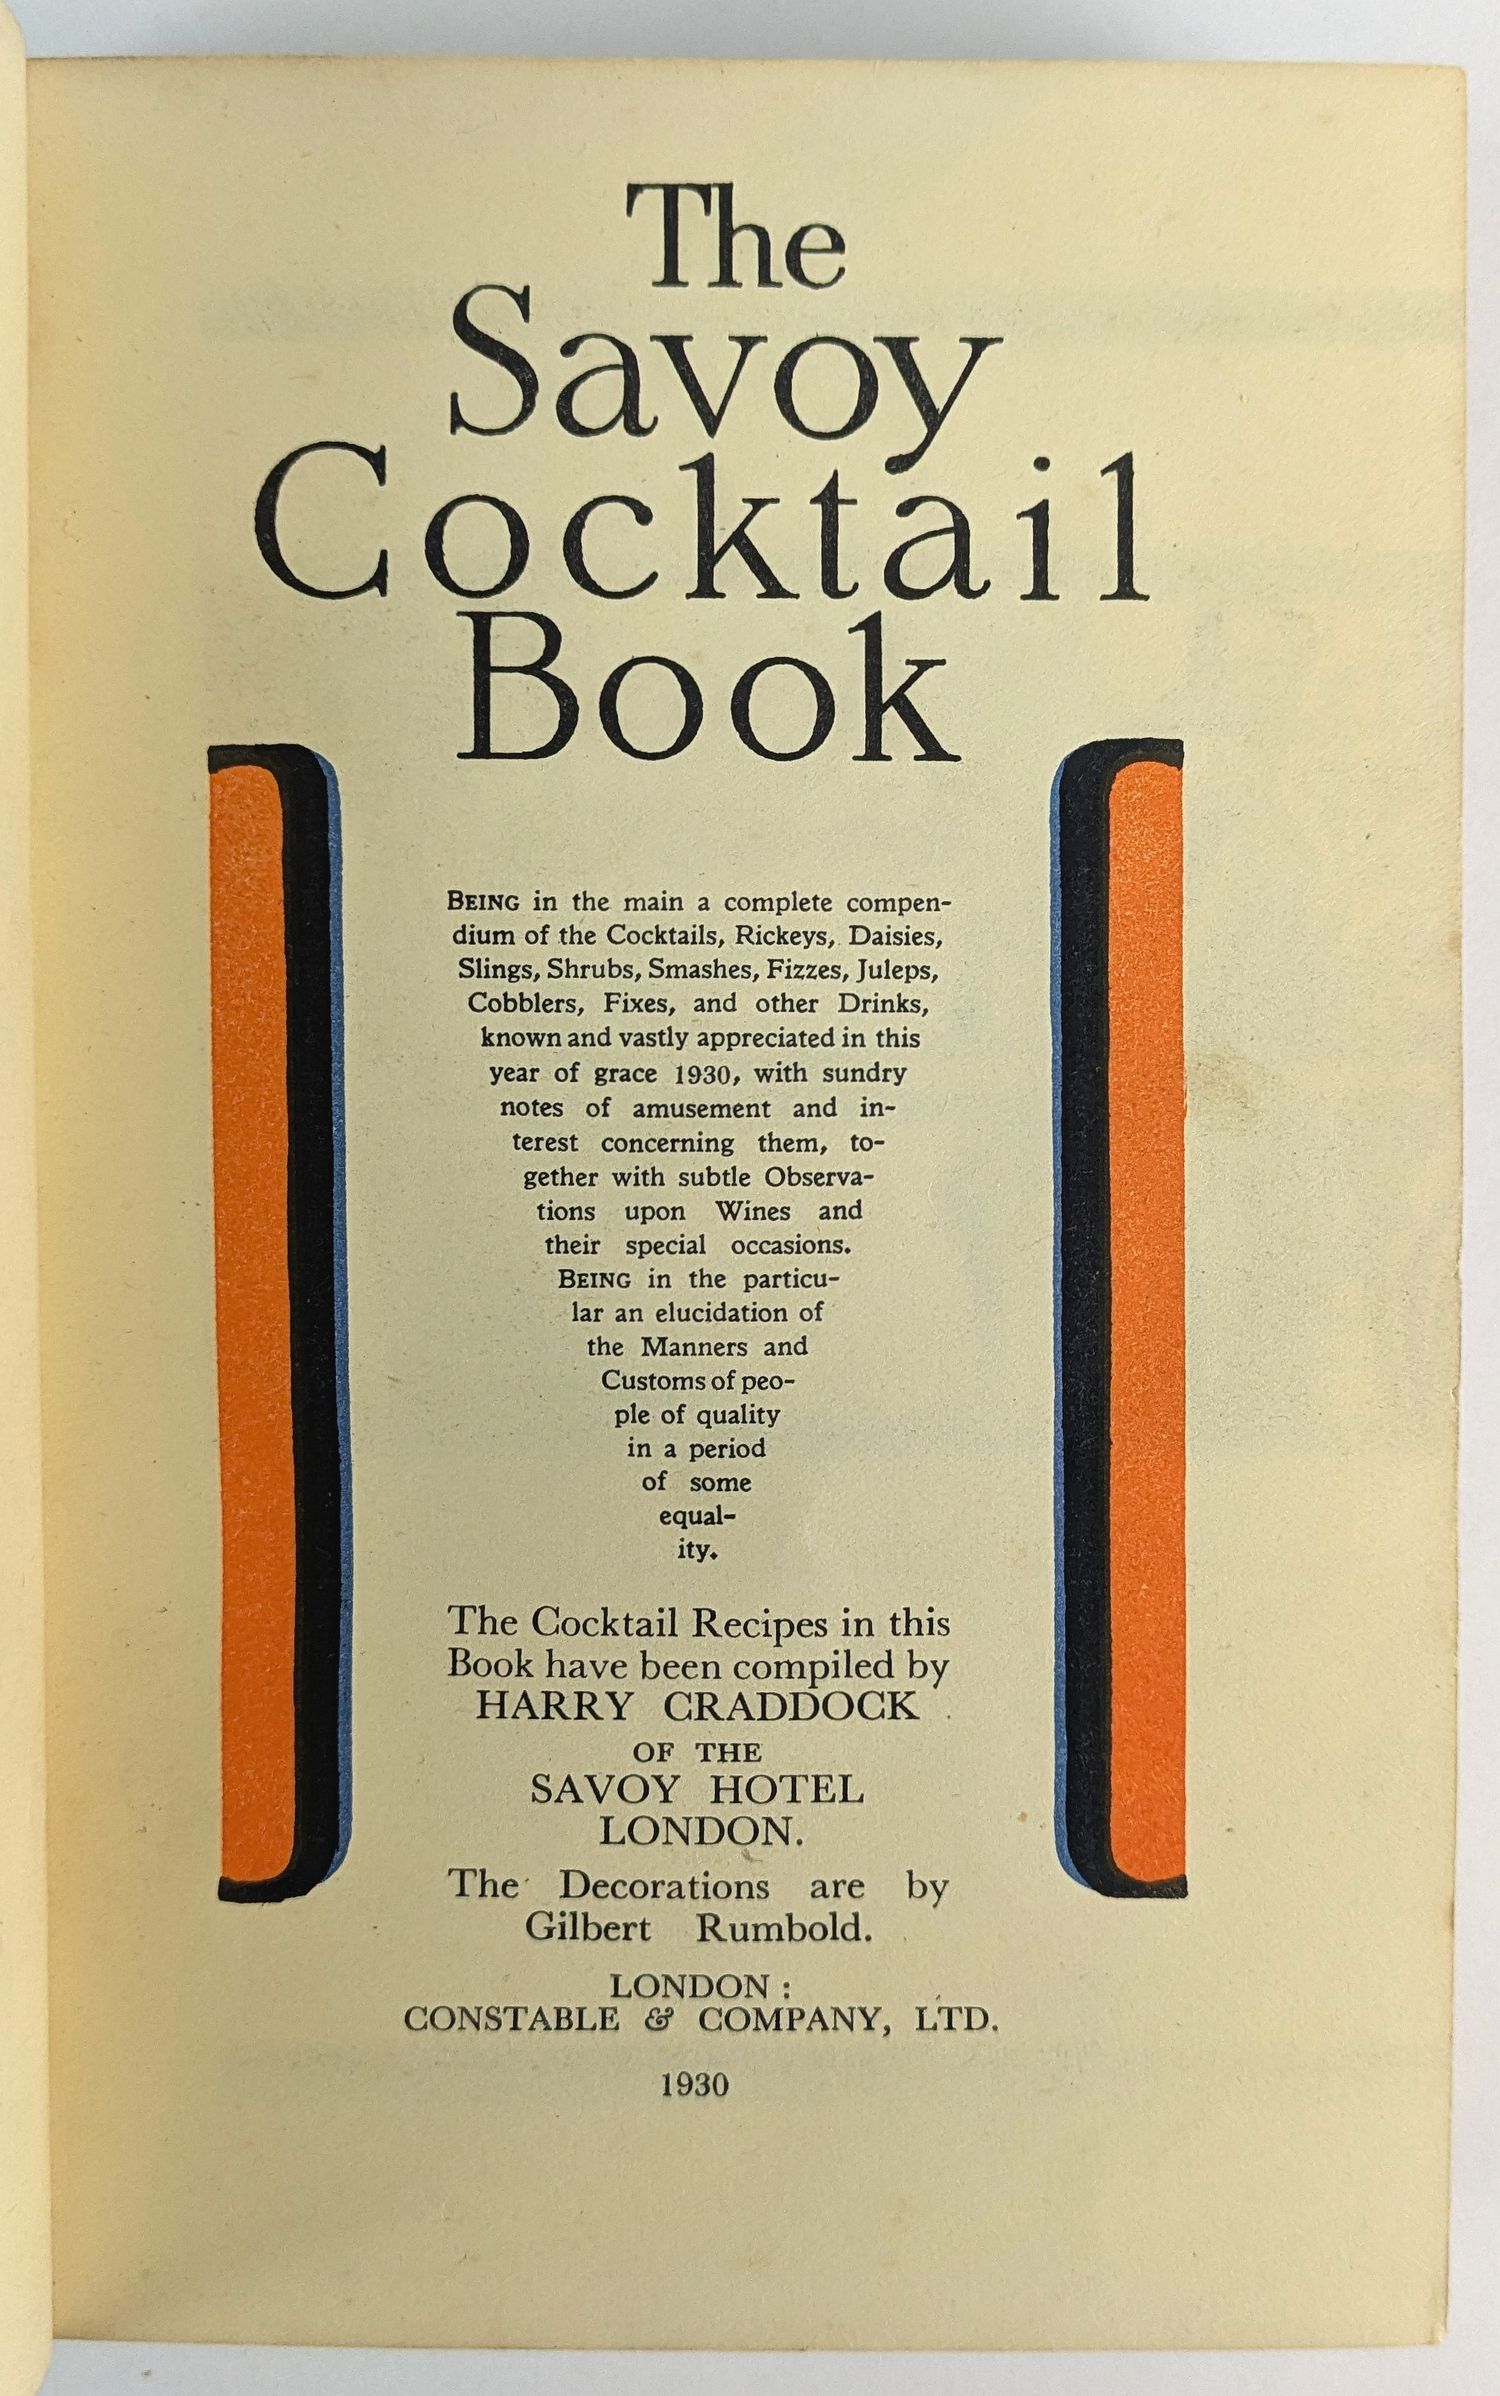 The
Savoy
Cocktail
Book
BEING in the main a complete compen-
dium of the Cocktails, Rickeys, Daisies,
Slings, Shrubs, Smashes, Fizzes, Juleps,
Cobblers, Fixes, and other Drinks,
known and vastly appreciated in this
year of grace 1930, with sundry
notes of amusement and in-
terest concerning them, to-
gether with subtle Observa-
tions upon Wines and
their special occasions.
BEING in the particu-
lar an elucidation of
the Manners and
Customs of peo-
ple of quality
in a period
of some
equal-
ity.
The Cocktail Recipes in this
Book have been compiled by
HARRY CRADDOCK
OF THE
SAVOY HOTEL
LONDON.
The Decorations are by
Gilbert Rumbold.
LONDON :
CONSTABLE & COMPANY, LTD.
1930